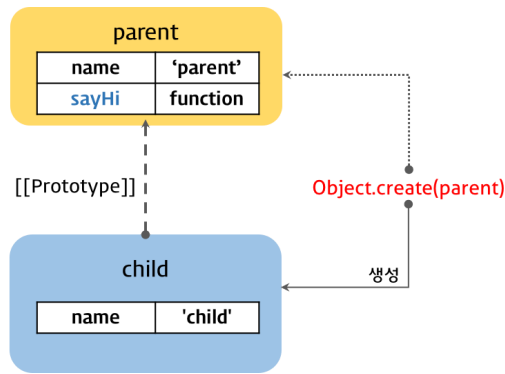 parent
name ‘parent’
sayHi function
[[Prototype]]
Object.create(parent)
생성
child
name 'child'